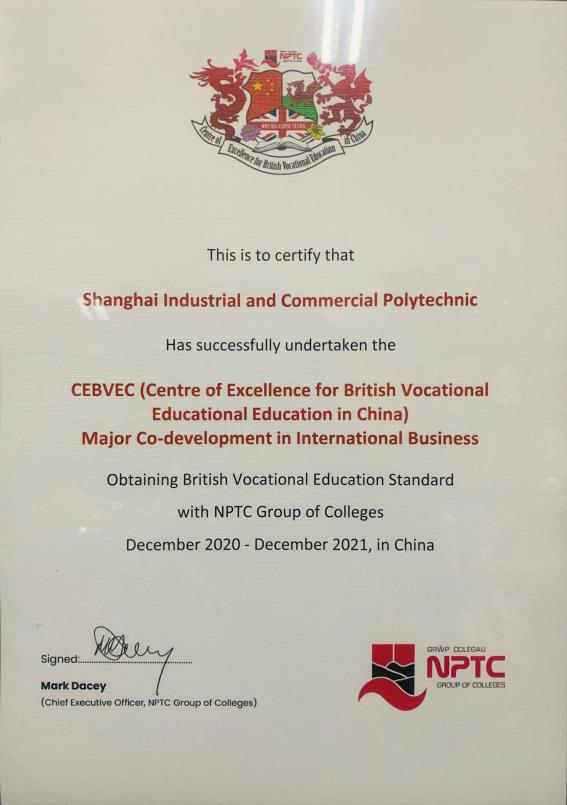 NPTC
Centre of Excellence for British Vocational Education in China
This is to certify that
Shanghai Industrial and Commercial Polytechnic
Has successfully undertaken the
CEBVEC (Centre of Excellence for British Vocational
Educational Education in China)
Major Co-development in International Business
Obtaining British Vocational Education Standard
with NPTC Group of Colleges
December 2020 - December 2021, in China
Signed:
Mark Dacey
(Chief Executive Officer, NPTC Group of Colleges)
GRŴP COLEGAU
NPTC
GROUP OF COLLEGES